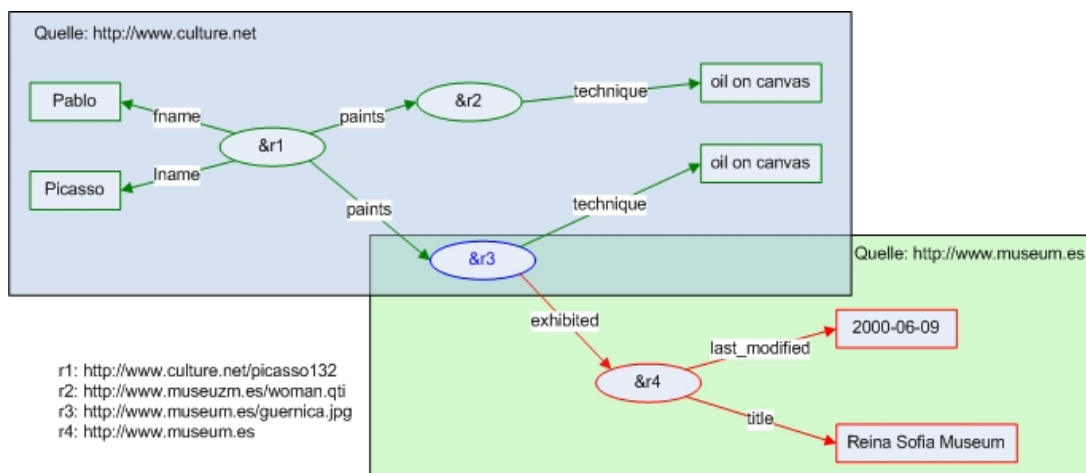 Quelle: http://www.culture.net
Pablo
fname
&r1
paints
&r2
technique
oil on canvas
Picasso
lname
paints
technique
oil on canvas
&r3
Quelle: http://www.museum.es
exhibited
2000-06-09
last_modified
&r4
title
Reina Sofia Museum
r1: http://www.culture.net/picasso132
r2: http://www.museuzm.es/woman.qti
r3: http://www.museum.es/guernica.jpg
r4: http://www.museum.es